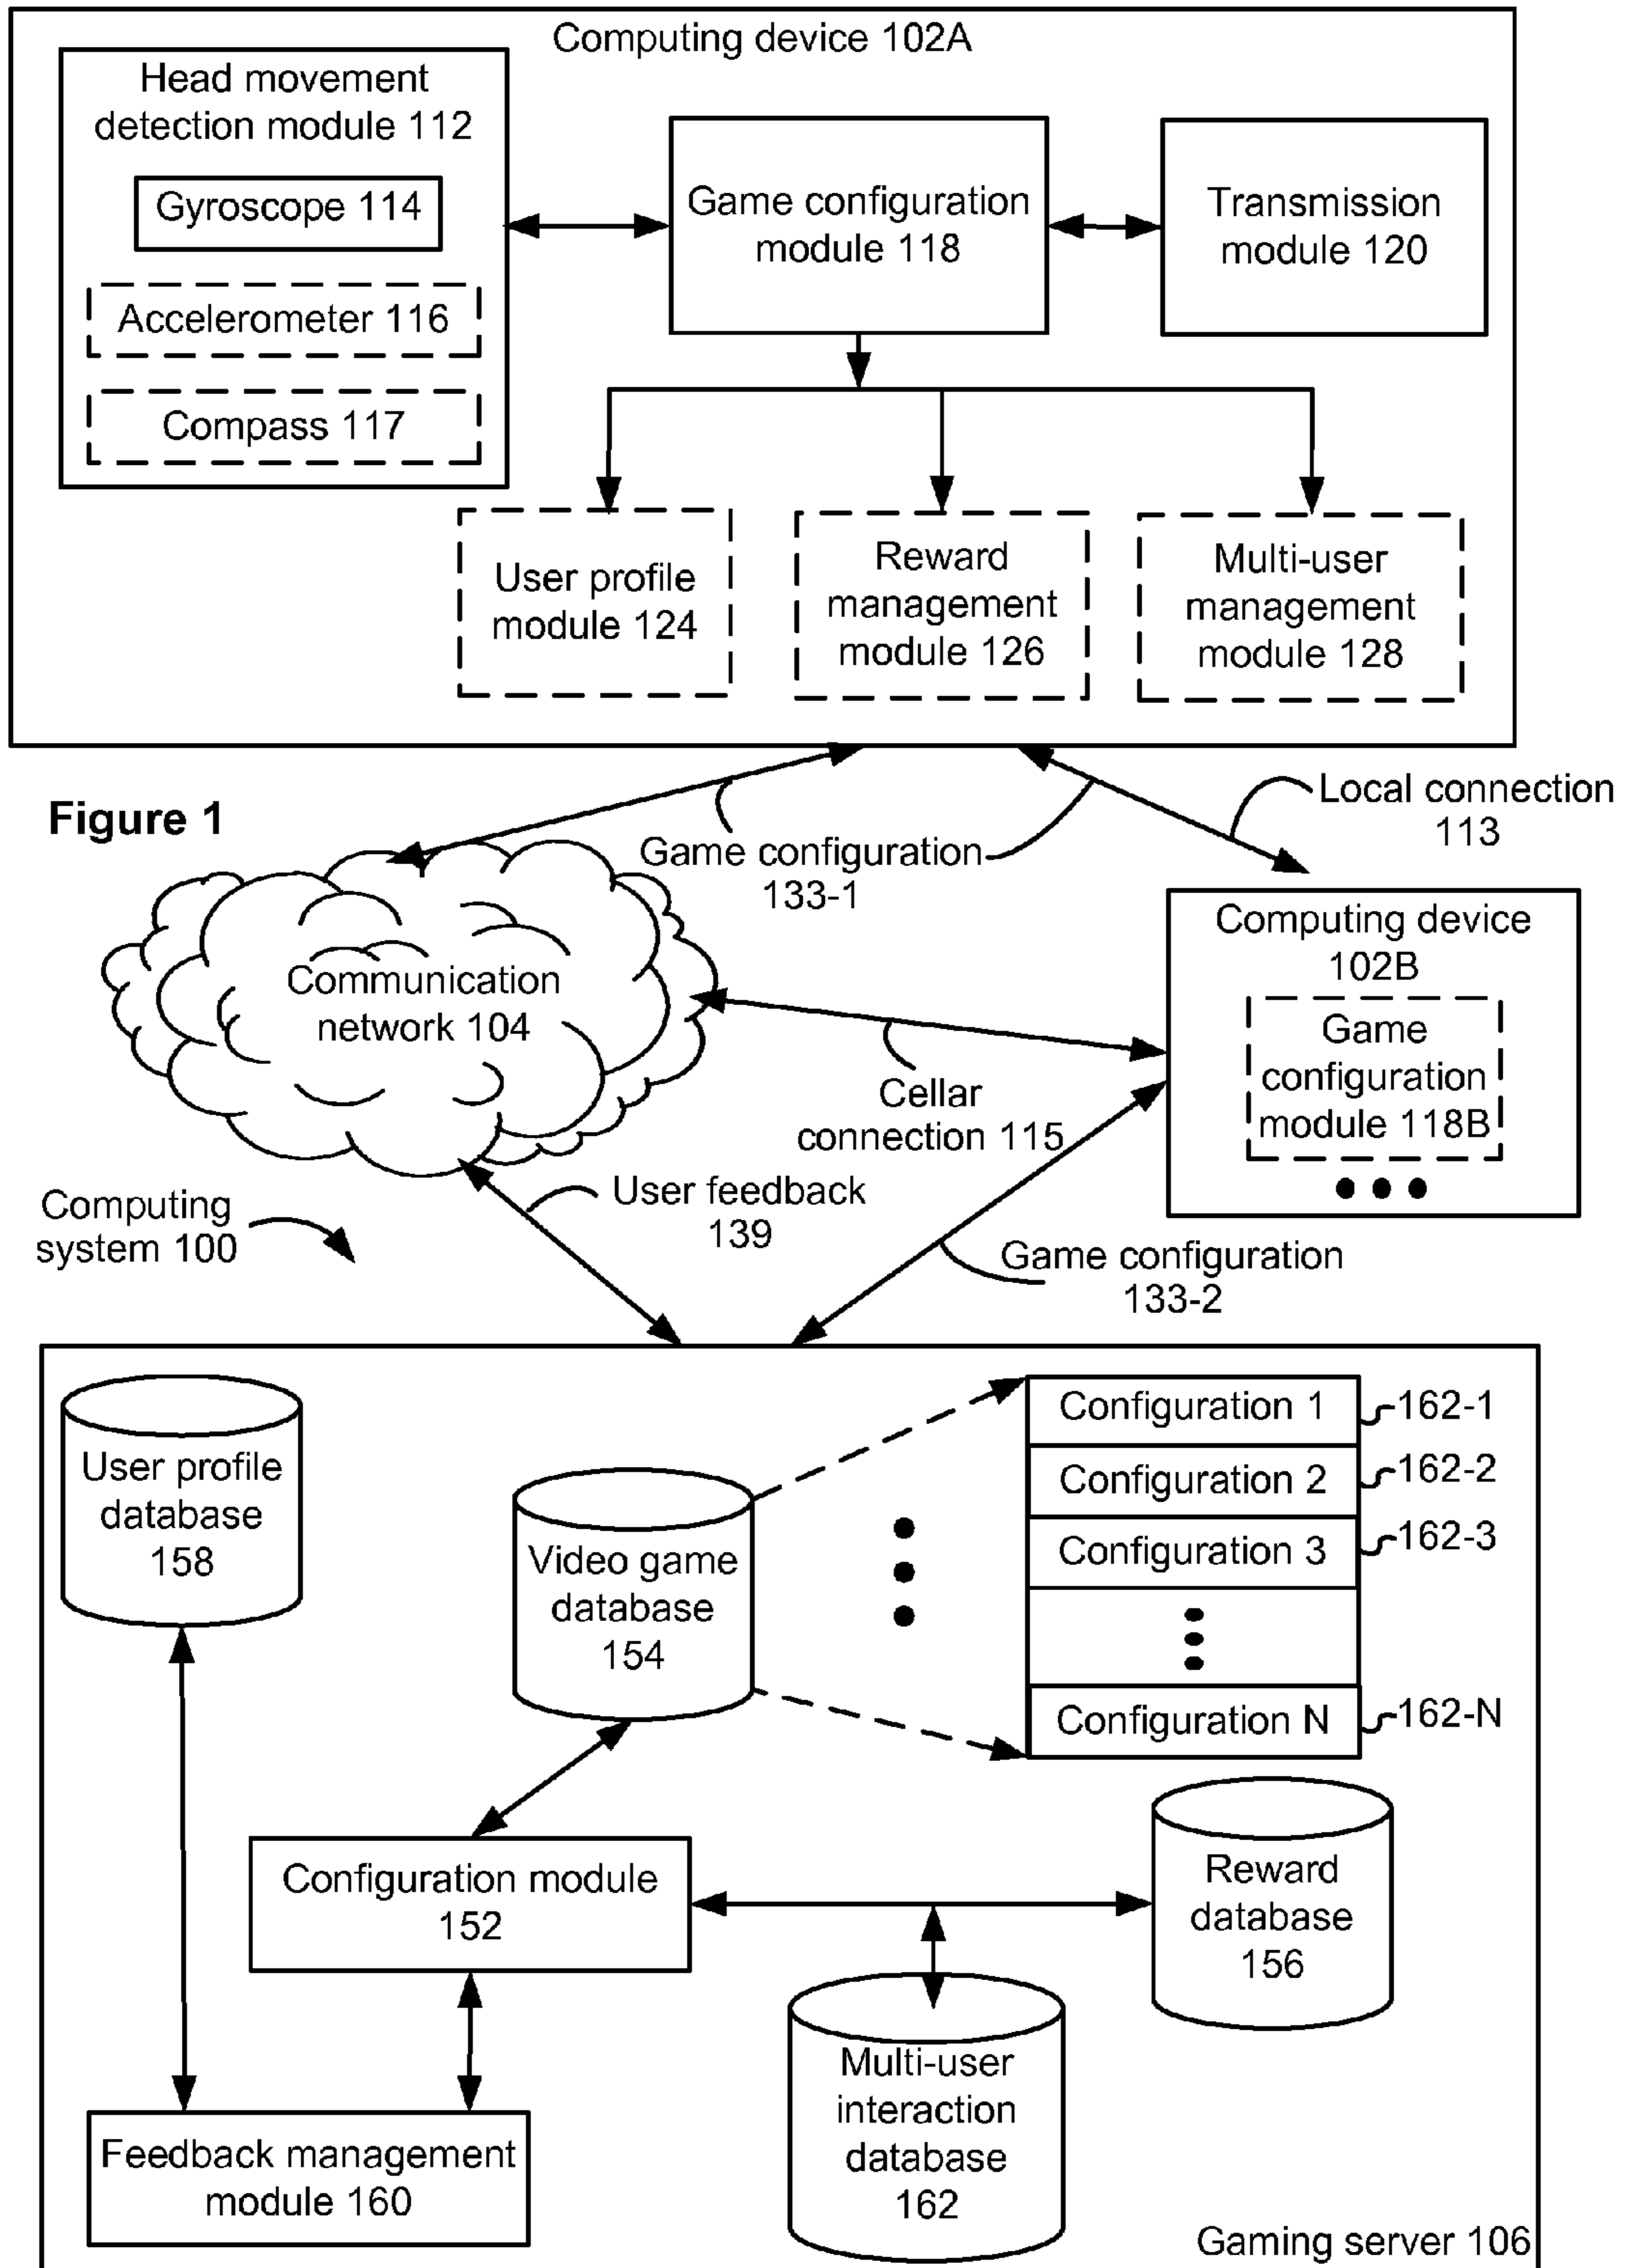 Computing device 102A
Head movement
detection module 112
Gyroscope 114
Accelerometer 116
Compass 117
Game configuration
module 118
Transmission
module 120
User profile
module 124
Reward
management
module 126
Multi-user
management
module 128
Figure 1
Game configuration
133-1
Local connection
113
Communication
network 104
Computing device
102B
Game
configuration
module 118B
Cellar
connection 115
User feedback
139
Computing
system 100
Game configuration
133-2
User profile
database
158
Video game
database
154
Configuration 1
162-1
Configuration 2
162-2
Configuration 3
162-3
Configuration N
162-N
Configuration module
152
Reward
database
156
Multi-user
interaction
database
162
Feedback management
module 160
Gaming server 106